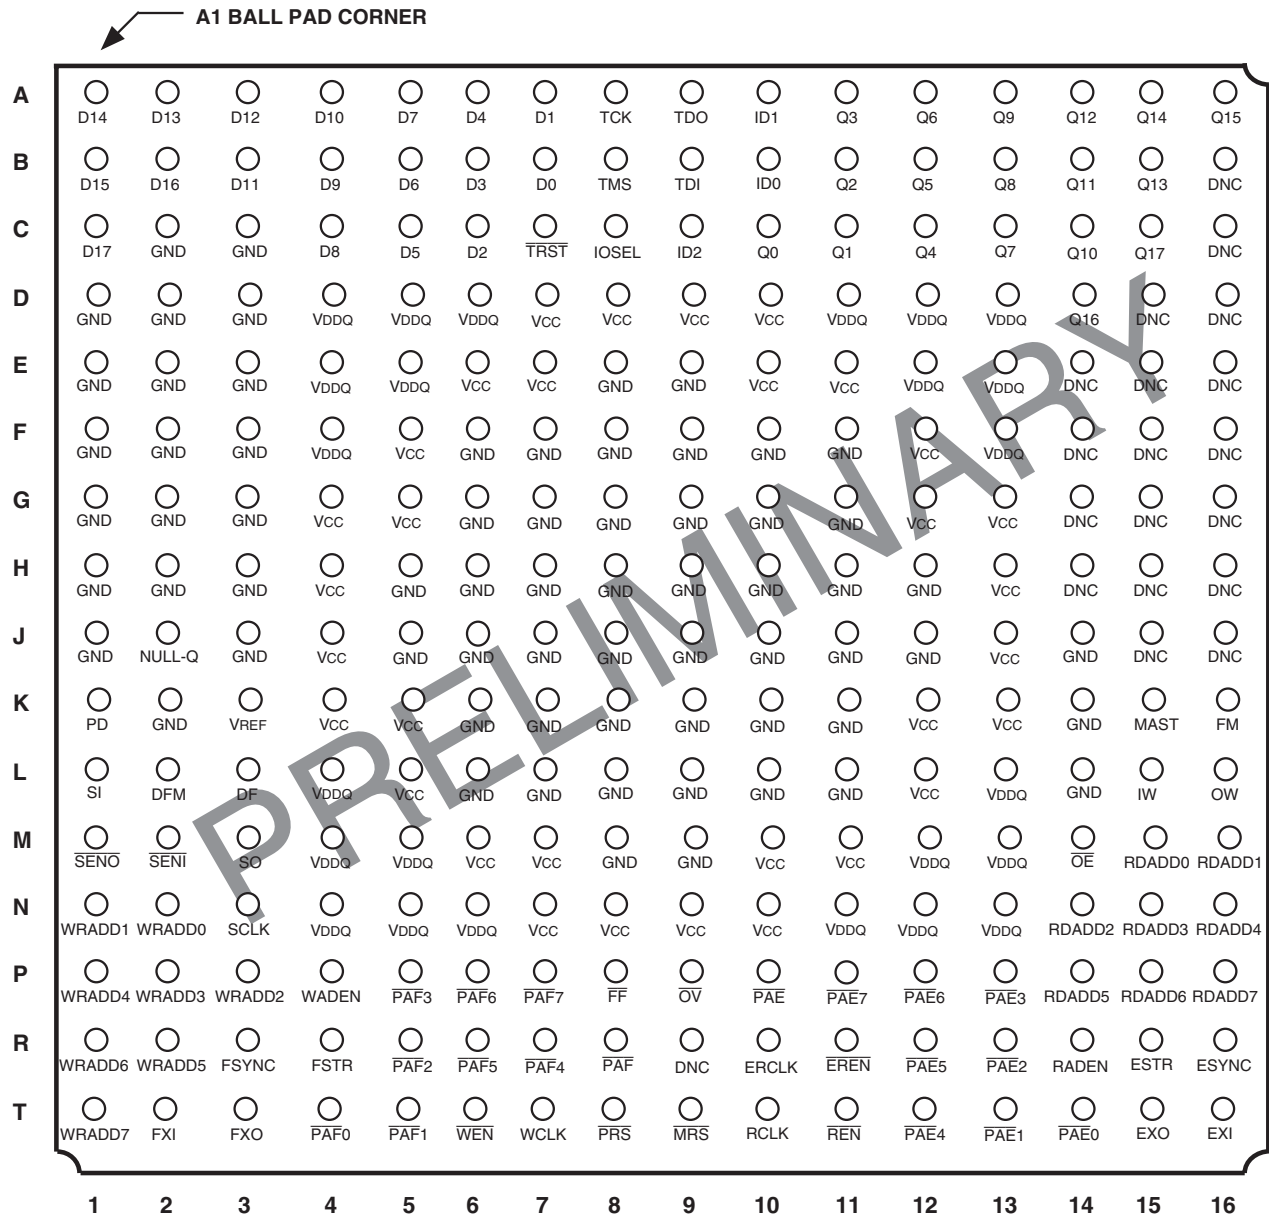 A1 BALL PAD CORNER
A
D14 D13 D12 D10 D7 D4 D1 TCK TDO ID1 Q3 Q6 Q9 Q12 Q14 Q15
B
D15 D16 D11 D9 D6 D3 D0 TMS TDI ID0 Q2 Q5 Q8 Q11 Q13 DNC
C
D17 GND GND D8 D5 D2 TRST IOSEL ID2 Q0 Q1 Q4 Q7 Q10 Q17 DNC
D
GND GND GND VDDQ VDDQ VDDQ VCC VCC VCC VCC VDDQ VDDQ VDDQ Q16 DNC DNC
E
GND GND GND VDDQ VDDQ VCC VCC GND GND VCC VCC VDDQ VDDQ DNC DNC DNC
F
GND GND GND VDDQ VCC GND GND GND GND GND GND VCC VDDQ DNC DNC DNC
G
GND GND GND VCC VCC GND GND GND GND GND GND VCC VCC DNC DNC DNC
H
GND GND GND VCC GND GND GND GND GND GND GND GND VCC DNC DNC DNC
J
GND NULL-Q GND VCC GND GND GND GND GND GND GND GND VCC GND DNC DNC
K
PD GND VREF VCC VCC GND GND GND GND GND GND VCC VCC GND MAST FM
L
SI DFM DF VDDQ VCC GND GND GND GND GND GND VCC VDDQ GND IW OW
M
SENO SENI SO VDDQ VDDQ VCC VCC GND GND VCC VCC VDDQ VDDQ OE RDADD0 RDADD1
N
WRADD1 WRADD0 SCLK VDDQ VDDQ VDDQ VCC VCC VCC VCC VDDQ VDDQ VDDQ RDADD2 RDADD3 RDADD4
P
WRADD4 WRADD3 WRADD2 WADEN PAF3 PAF6 PAF7 FF OV PAE PAE7 PAE6 PAE3 RDADD5 RDADD6 RDADD7
R
WRADD6 WRADD5 FSYNC FSTR PAF2 PAF5 PAF4 PAF DNC ERCLK EREN PAE5 PAE2 RADEN ESTR ESYNC
T
WRADD7 FXI FXO PAF0 PAF1 WEN WCLK PRS MRS RCLK REN PAE4 PAE1 PAE0 EXO EXI
1 2 3 4 5 6 7 8 9 10 11 12 13 14 15 16
PRELIMINARY